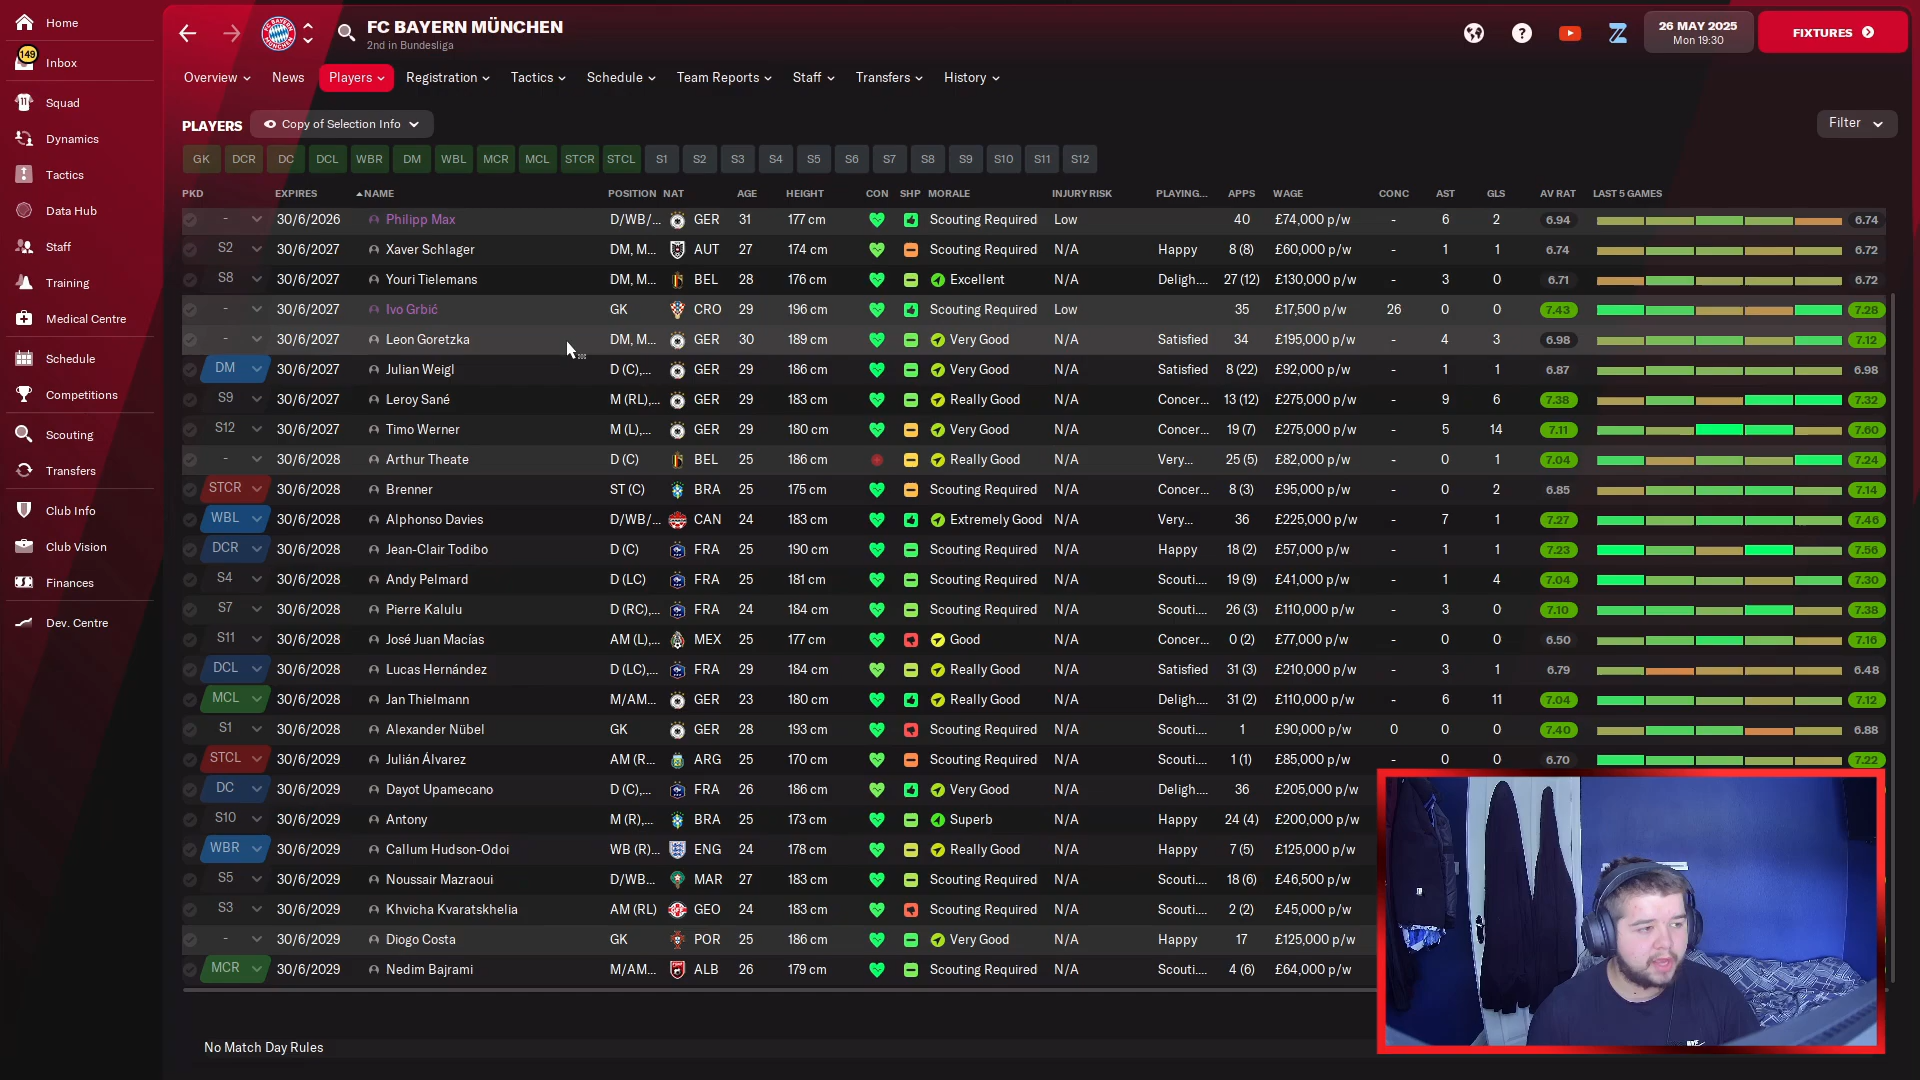 Home
149
Inbox
Squad
Dynamics
Tactics
Data Hub
Staff
Training
Medical Centre
Schedule
Competitions
Scouting
Transfers
Club Info
Club Vision
Finances
Dev. Centre
FC BAYERN MÜNCHEN
2nd in Bundesliga
26 MAY 2025
Mon 19:30
FIXTURES
Overview News Players Registration Tactics Schedule Team Reports Staff Transfers History
PLAYERS Copy of Selection Info Filter
GK DCR DC DCL WBR DM WBL MCR MCL STCR STCL S1 S2 S3 S4 S5 S6 S7 S8 S9 S10 S11 S12
PKD EXPIRES NAME POSITION NAT AGE HEIGHT CON SHP MORALE INJURY RISK PLAYING... APPS WAGE CONC AST GLS AV RAT LAST 5 GAMES
- 30/6/2026 Philipp Max D/WB/... GER 31 177 cm Scouting Required Low 40 £74,000 p/w - 6 2 6.94 6.74
S2 30/6/2027 Xaver Schlager DM, M... AUT 27 174 cm Scouting Required N/A Happy 8 (8) £60,000 p/w - 1 1 6.74 6.72
S8 30/6/2027 Youri Tielemans DM, M... BEL 28 176 cm Excellent N/A Deligh.... 27 (12) £130,000 p/w - 3 0 6.71 6.72
- 30/6/2027 Ivo Grbić GK CRO 29 196 cm Scouting Required Low 35 £17,500 p/w 26 0 0 7.43 7.28
- 30/6/2027 Leon Goretzka DM, M... GER 30 189 cm Very Good N/A Satisfied 34 £195,000 p/w - 4 3 6.98 7.12
DM 30/6/2027 Julian Weigl D (C),... GER 29 186 cm Very Good N/A Satisfied 8 (22) £92,000 p/w - 1 1 6.87 6.98
S9 30/6/2027 Leroy Sané M (RL),... GER 29 183 cm Really Good N/A Concer... 13 (12) £275,000 p/w - 9 6 7.38 7.32
S12 30/6/2027 Timo Werner M (L),... GER 29 180 cm Very Good N/A Concer... 19 (7) £275,000 p/w - 5 14 7.11 7.60
- 30/6/2028 Arthur Theate D (C) BEL 25 186 cm Really Good N/A Very... 25 (5) £82,000 p/w - 0 1 7.04 7.24
STCR 30/6/2028 Brenner ST (C) BRA 25 175 cm Scouting Required N/A Concer... 8 (3) £95,000 p/w - 0 2 6.85 7.14
WBL 30/6/2028 Alphonso Davies D/WB/... CAN 24 183 cm Extremely Good N/A Very... 36 £225,000 p/w - 7 1 7.27 7.46
DCR 30/6/2028 Jean-Clair Todibo D (C) FRA 25 190 cm Scouting Required N/A Happy 18 (2) £57,000 p/w - 1 1 7.23 7.56
S4 30/6/2028 Andy Pelmard D (LC) FRA 25 181 cm Scouting Required N/A Scouti.... 19 (9) £41,000 p/w - 1 4 7.04 7.30
S7 30/6/2028 Pierre Kalulu D (RC),... FRA 24 184 cm Scouting Required N/A Scouti.... 26 (3) £110,000 p/w - 3 0 7.10 7.38
S11 30/6/2028 José Juan Macías AM (L),... MEX 25 177 cm Good N/A Concer... 0 (2) £77,000 p/w - 0 0 6.50 7.16
DCL 30/6/2028 Lucas Hernández D (LC),... FRA 29 184 cm Really Good N/A Satisfied 31 (3) £210,000 p/w - 3 1 6.79 6.48
MCL 30/6/2028 Jan Thielmann M/AM... GER 23 180 cm Really Good N/A Deligh.... 31 (2) £110,000 p/w - 6 11 7.04 7.12
S1 30/6/2028 Alexander Nübel GK GER 28 193 cm Scouting Required N/A Scouti.... 1 £90,000 p/w 0 0 0 7.40 6.88
STCL 30/6/2029 Julián Álvarez AM (R... ARG 25 170 cm Scouting Required N/A Scouti.... 1 (1) £85,000 p/w - 0 0 6.70 7.22
DC 30/6/2029 Dayot Upamecano D (C),... FRA 26 186 cm Very Good N/A Deligh.... 36 £205,000 p/w
S10 30/6/2029 Antony M (R),... BRA 25 173 cm Superb N/A Happy 24 (4) £200,000 p/w
WBR 30/6/2029 Callum Hudson-Odoi WB (R)... ENG 24 178 cm Really Good N/A Happy 7 (5) £125,000 p/w
S5 30/6/2029 Noussair Mazraoui D/WB... MAR 27 183 cm Scouting Required N/A Scouti.... 18 (6) £46,500 p/w
S3 30/6/2029 Khvicha Kvaratskhelia AM (RL) GEO 24 183 cm Scouting Required N/A Scouti.... 2 (2) £45,000 p/w
- 30/6/2029 Diogo Costa GK POR 25 186 cm Very Good N/A Happy 17 £125,000 p/w
MCR 30/6/2029 Nedim Bajrami M/AM... ALB 26 179 cm Scouting Required N/A Scouti.... 4 (6) £64,000 p/w
No Match Day Rules